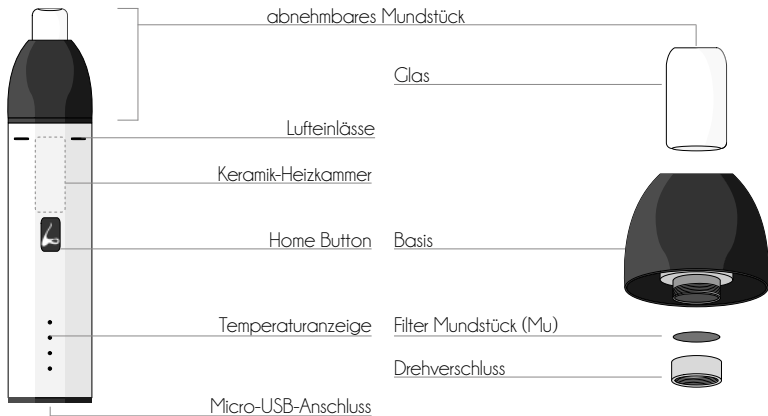 abnehmbares Mundstück
Glas
Lufteinlässe
Keramik-Heizkammer
Home Button
Basis
Temperaturanzeige
Filter Mundstück (Mu)
Drehverschluss
Micro-USB-Anschluss